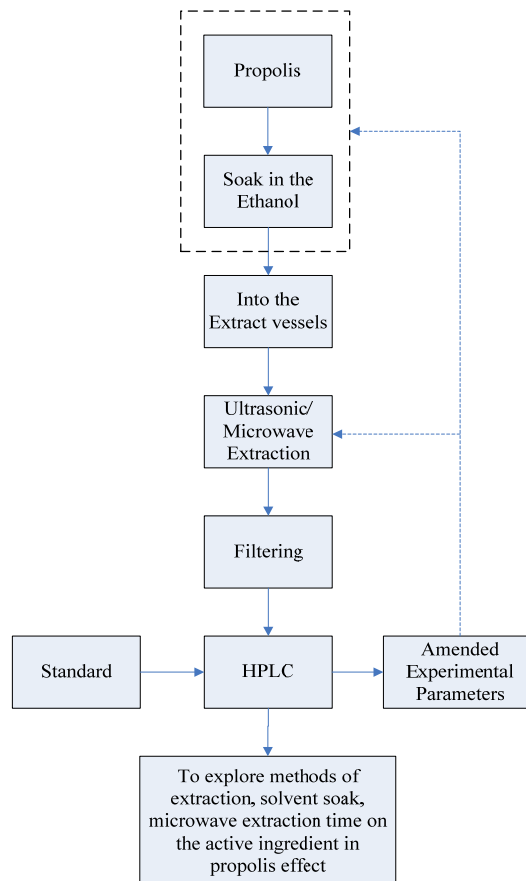 Propolis
Soak in the
Ethanol
Into the
Extract vessels
Ultrasonic/
Microwave
Extraction
Filtering
Standard
HPLC
Amended
Experimental
Parameters
To explore methods of
extraction, solvent soak,
microwave extraction time on
the active ingredient in
propolis effect